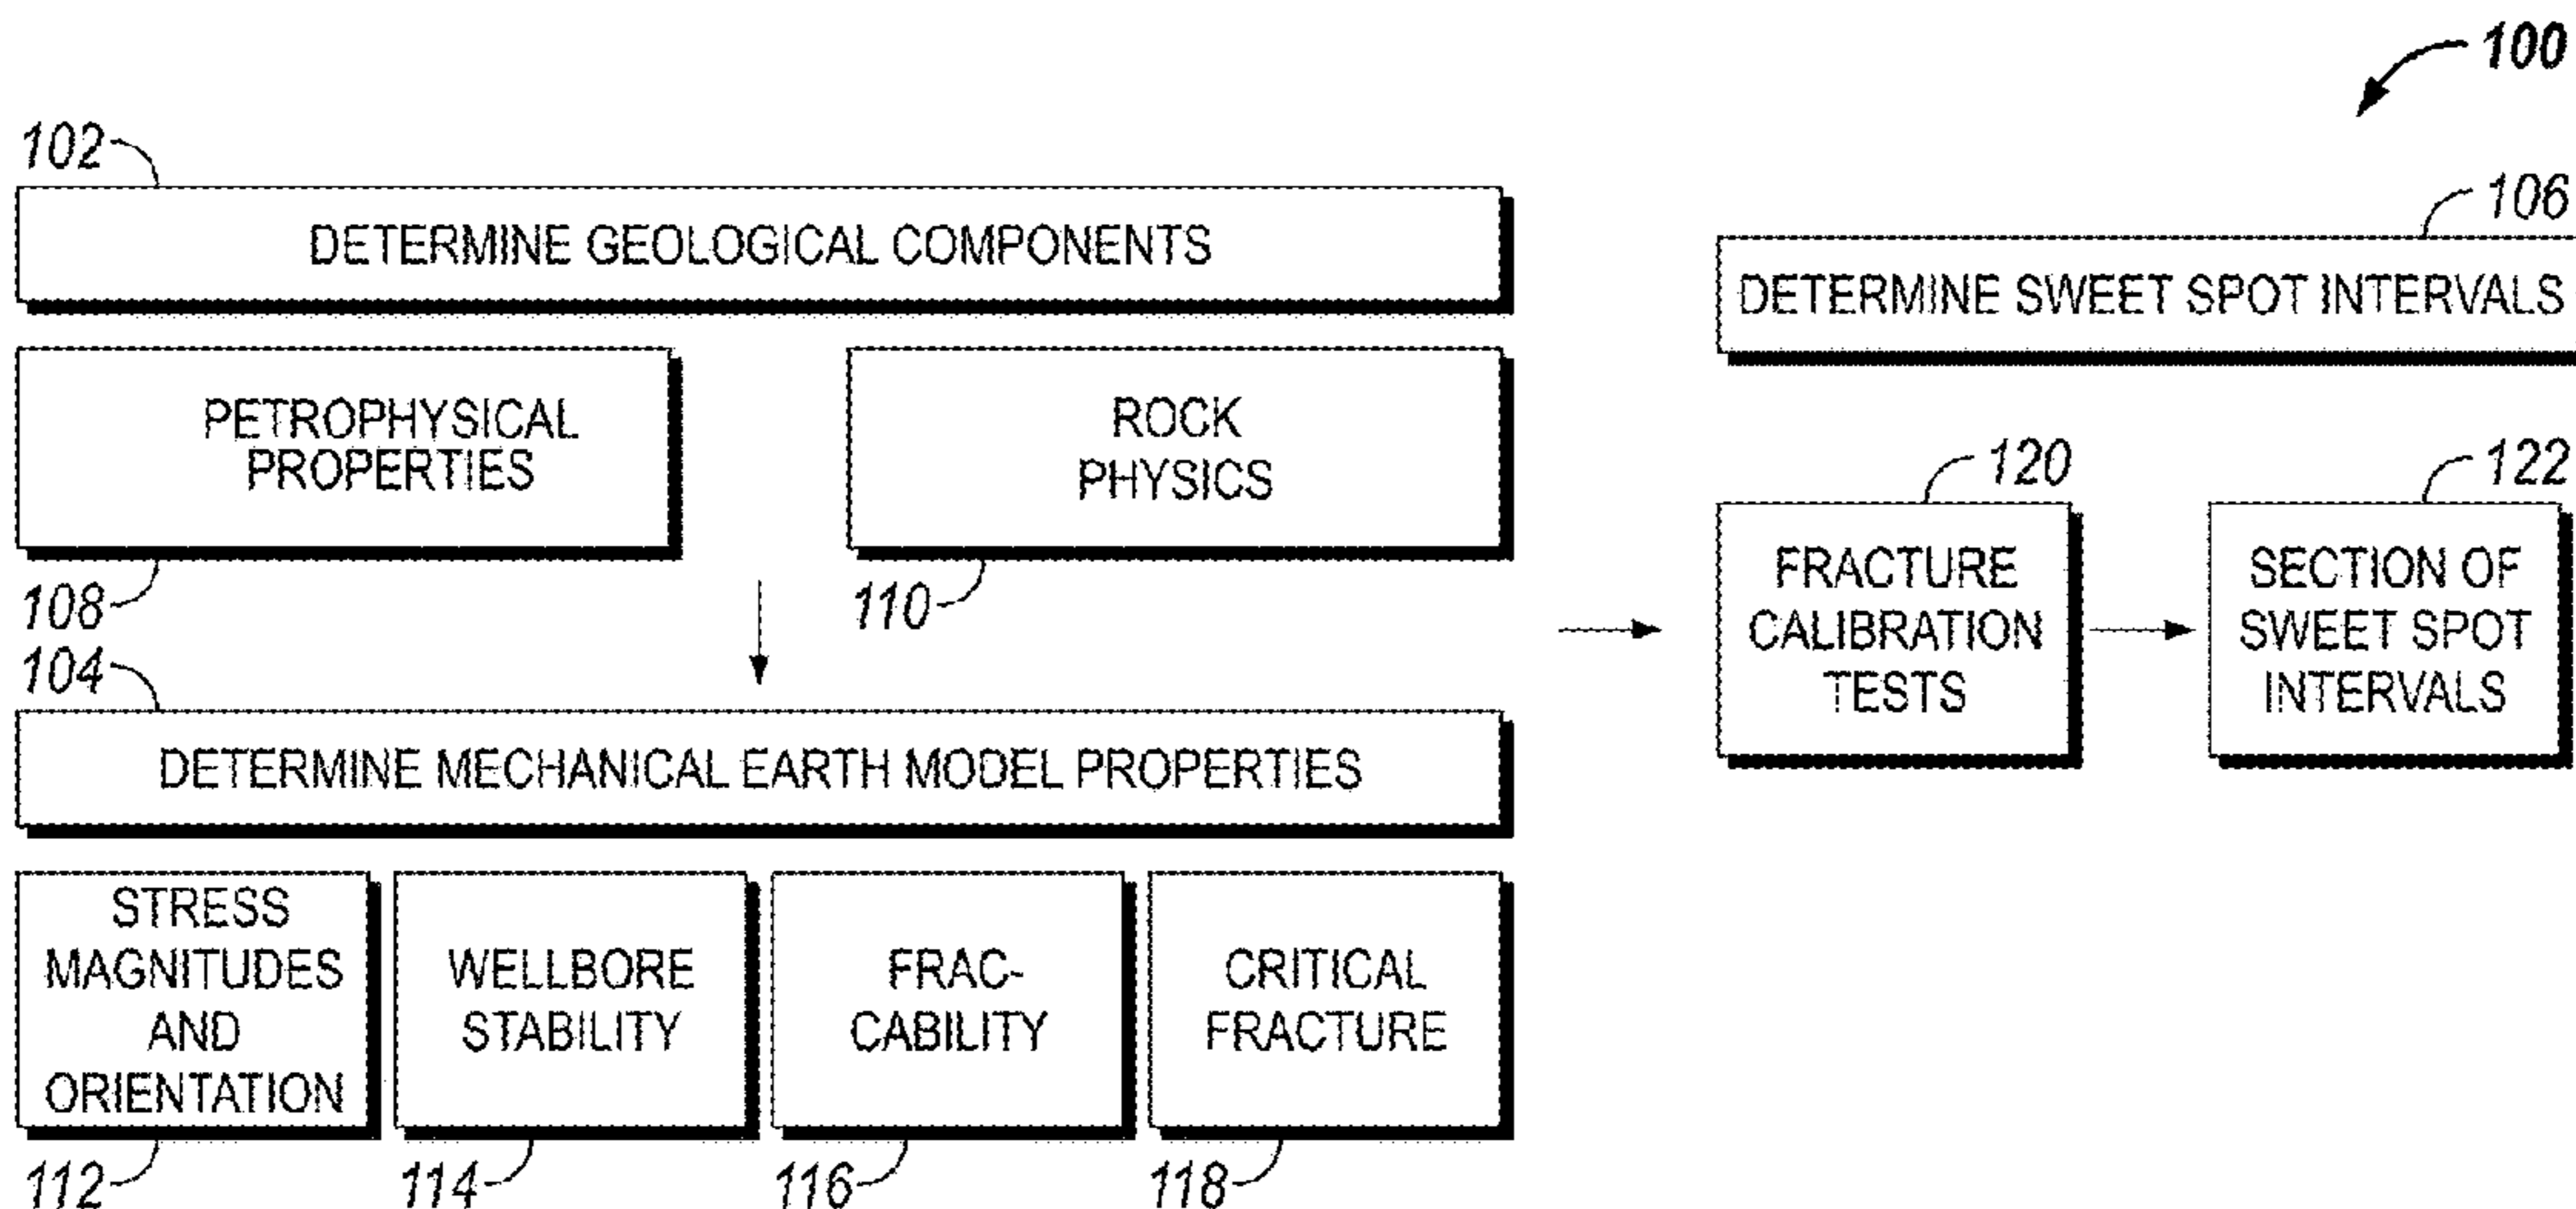 100
102
DETERMINE GEOLOGICAL COMPONENTS
PETROPHYSICAL
PROPERTIES
108
ROCK
PHYSICS
110
104
DETERMINE MECHANICAL EARTH MODEL PROPERTIES
STRESS
MAGNITUDES
AND
ORIENTATION
112
WELLBORE
STABILITY
114
FRAC-
CABILITY
116
CRITICAL
FRACTURE
118
106
DETERMINE SWEET SPOT INTERVALS
120
FRACTURE
CALIBRATION
TESTS
122
SECTION OF
SWEET SPOT
INTERVALS